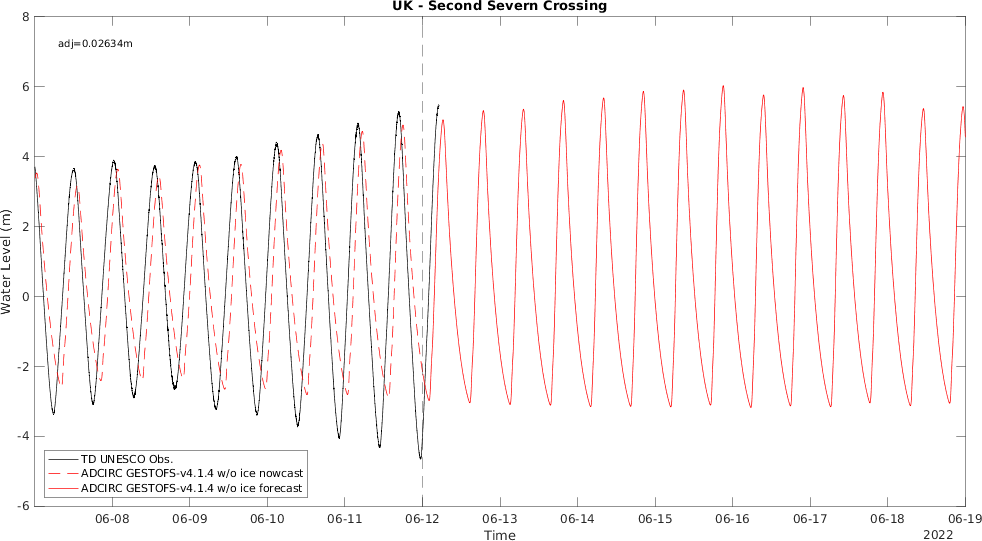 UK - Second Severn Crossing
8
adj=0.02634m
6
4
2
0
-2
-4
-6
Water Level (m)
TD UNESCO Obs.
ADCIRC GESTOFS-v4.1.4 w/o ice nowcast
ADCIRC GESTOFS-v4.1.4 w/o ice forecast
06-08 06-09 06-10 06-11 06-12 06-13 06-14 06-15 06-16 06-17 06-18 06-19
Time
2022